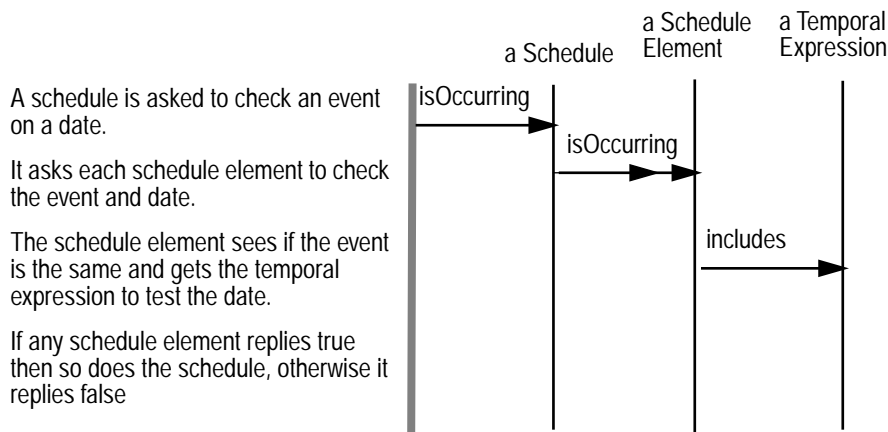 a Schedule
a Schedule
Element
a Temporal
Expression
A schedule is asked to check an event
on a date.
isOccurring
It asks each schedule element to check
the event and date.
isOccurring
The schedule element sees if the event
is the same and gets the temporal
expression to test the date.
includes
If any schedule element replies true
then so does the schedule, otherwise it
replies false